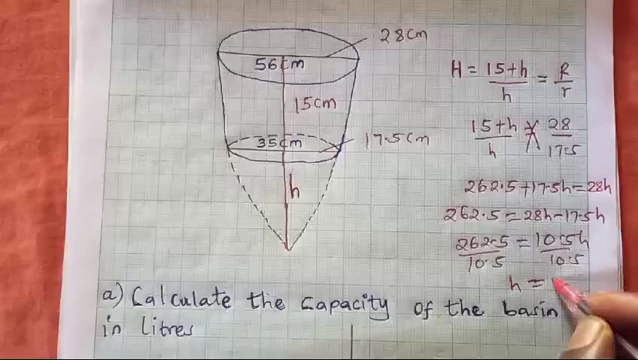 28cm
56cm
15cm
35cm
17.5cm
h
H = 15+h/h = R/r
15+h/h 28/17.5
262.5+17.5h=28h
262.5=28h-17.5h
262.5/10.5 = 10.5h/10.5
h =
a) Calculate the capacity of the basin
in litres